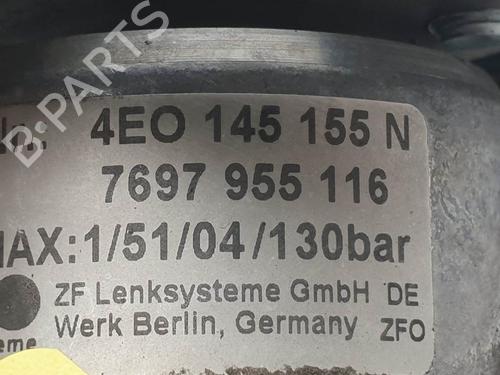 B-PARTS
4EO 145 155 N
7697 955 116
MAX:1/51/04/130bar
ZF Lenksysteme GmbH DE
Werk Berlin, Germany ZFO
eme